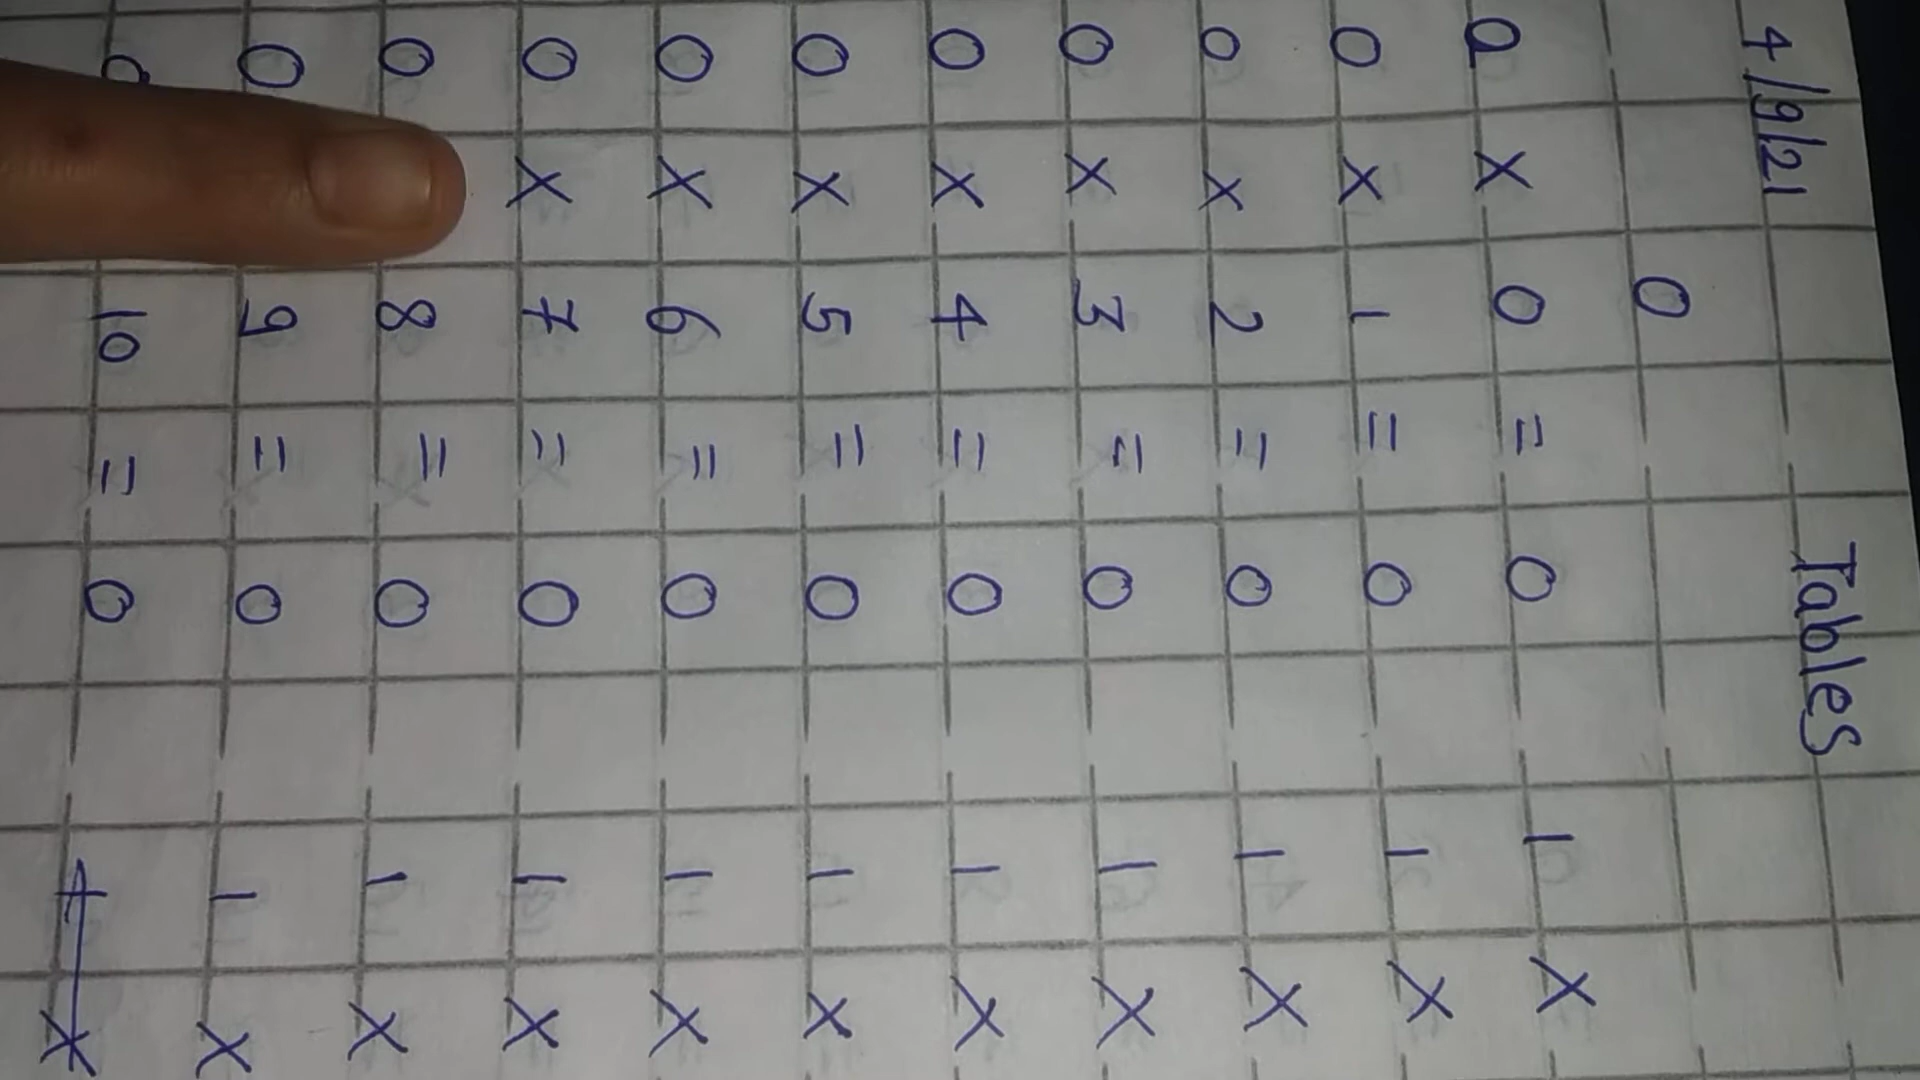 4/9/21 Tables
0
0 x 0 = 0 1 x
0 x 1 = 0 1 x
0 x 2 = 0 1 x
0 x 3 = 0 1 x
0 x 4 = 0 1 x
0 x 5 = 0 1 x
0 x 6 = 0 1 x
0 x 7 = 0 1 x
0 8 = 0 1 x
0 9 = 0 1 x
0 10 = 0 1 x